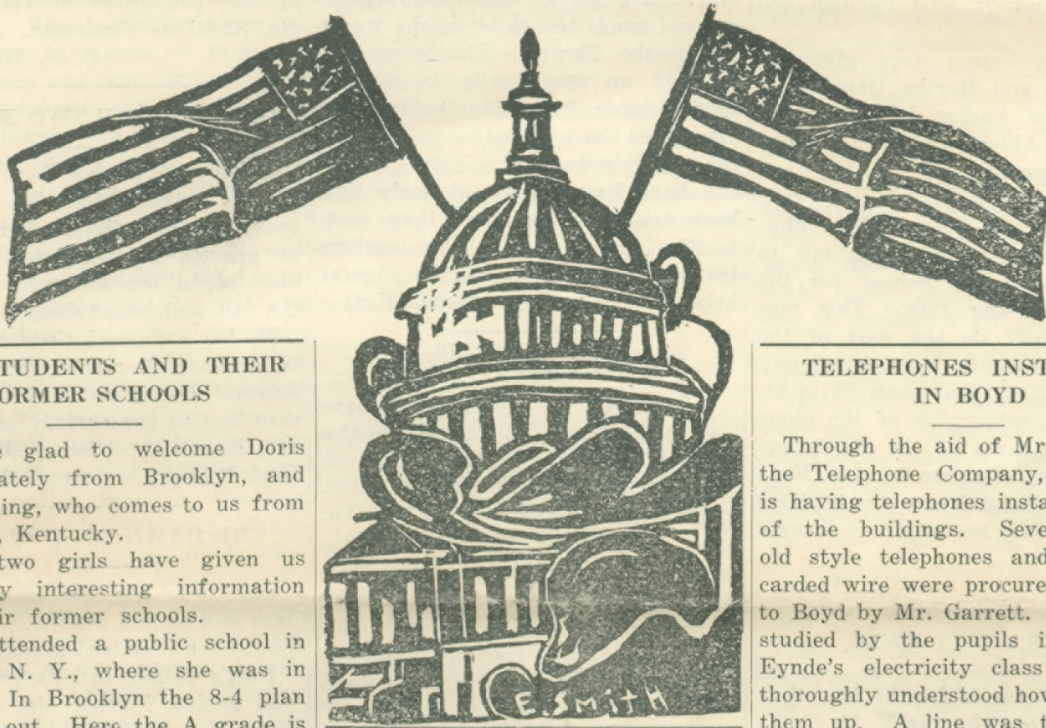 TUDENTS AND THEIR
ORMER SCHOOLS
glad to welcome Doris
ately from Brooklyn, and
ing, who comes to us from
Kentucky.
two girls have given us
y interesting information
ir former schools.
ttended a public school in
N. Y., where she was in
In Brooklyn the 8-4 plan
out. Here the A grade is
E. SMITH
TELEPHONES INST
IN BOYD
Through the aid of Mr
the Telephone Company,
is having telephones insta
of the buildings. Seve
old style telephones and
carded wire were procure
to Boyd by Mr. Garrett.
studied by the pupils i
Eynde's electricity class
thoroughly understood hov
them up. A line was